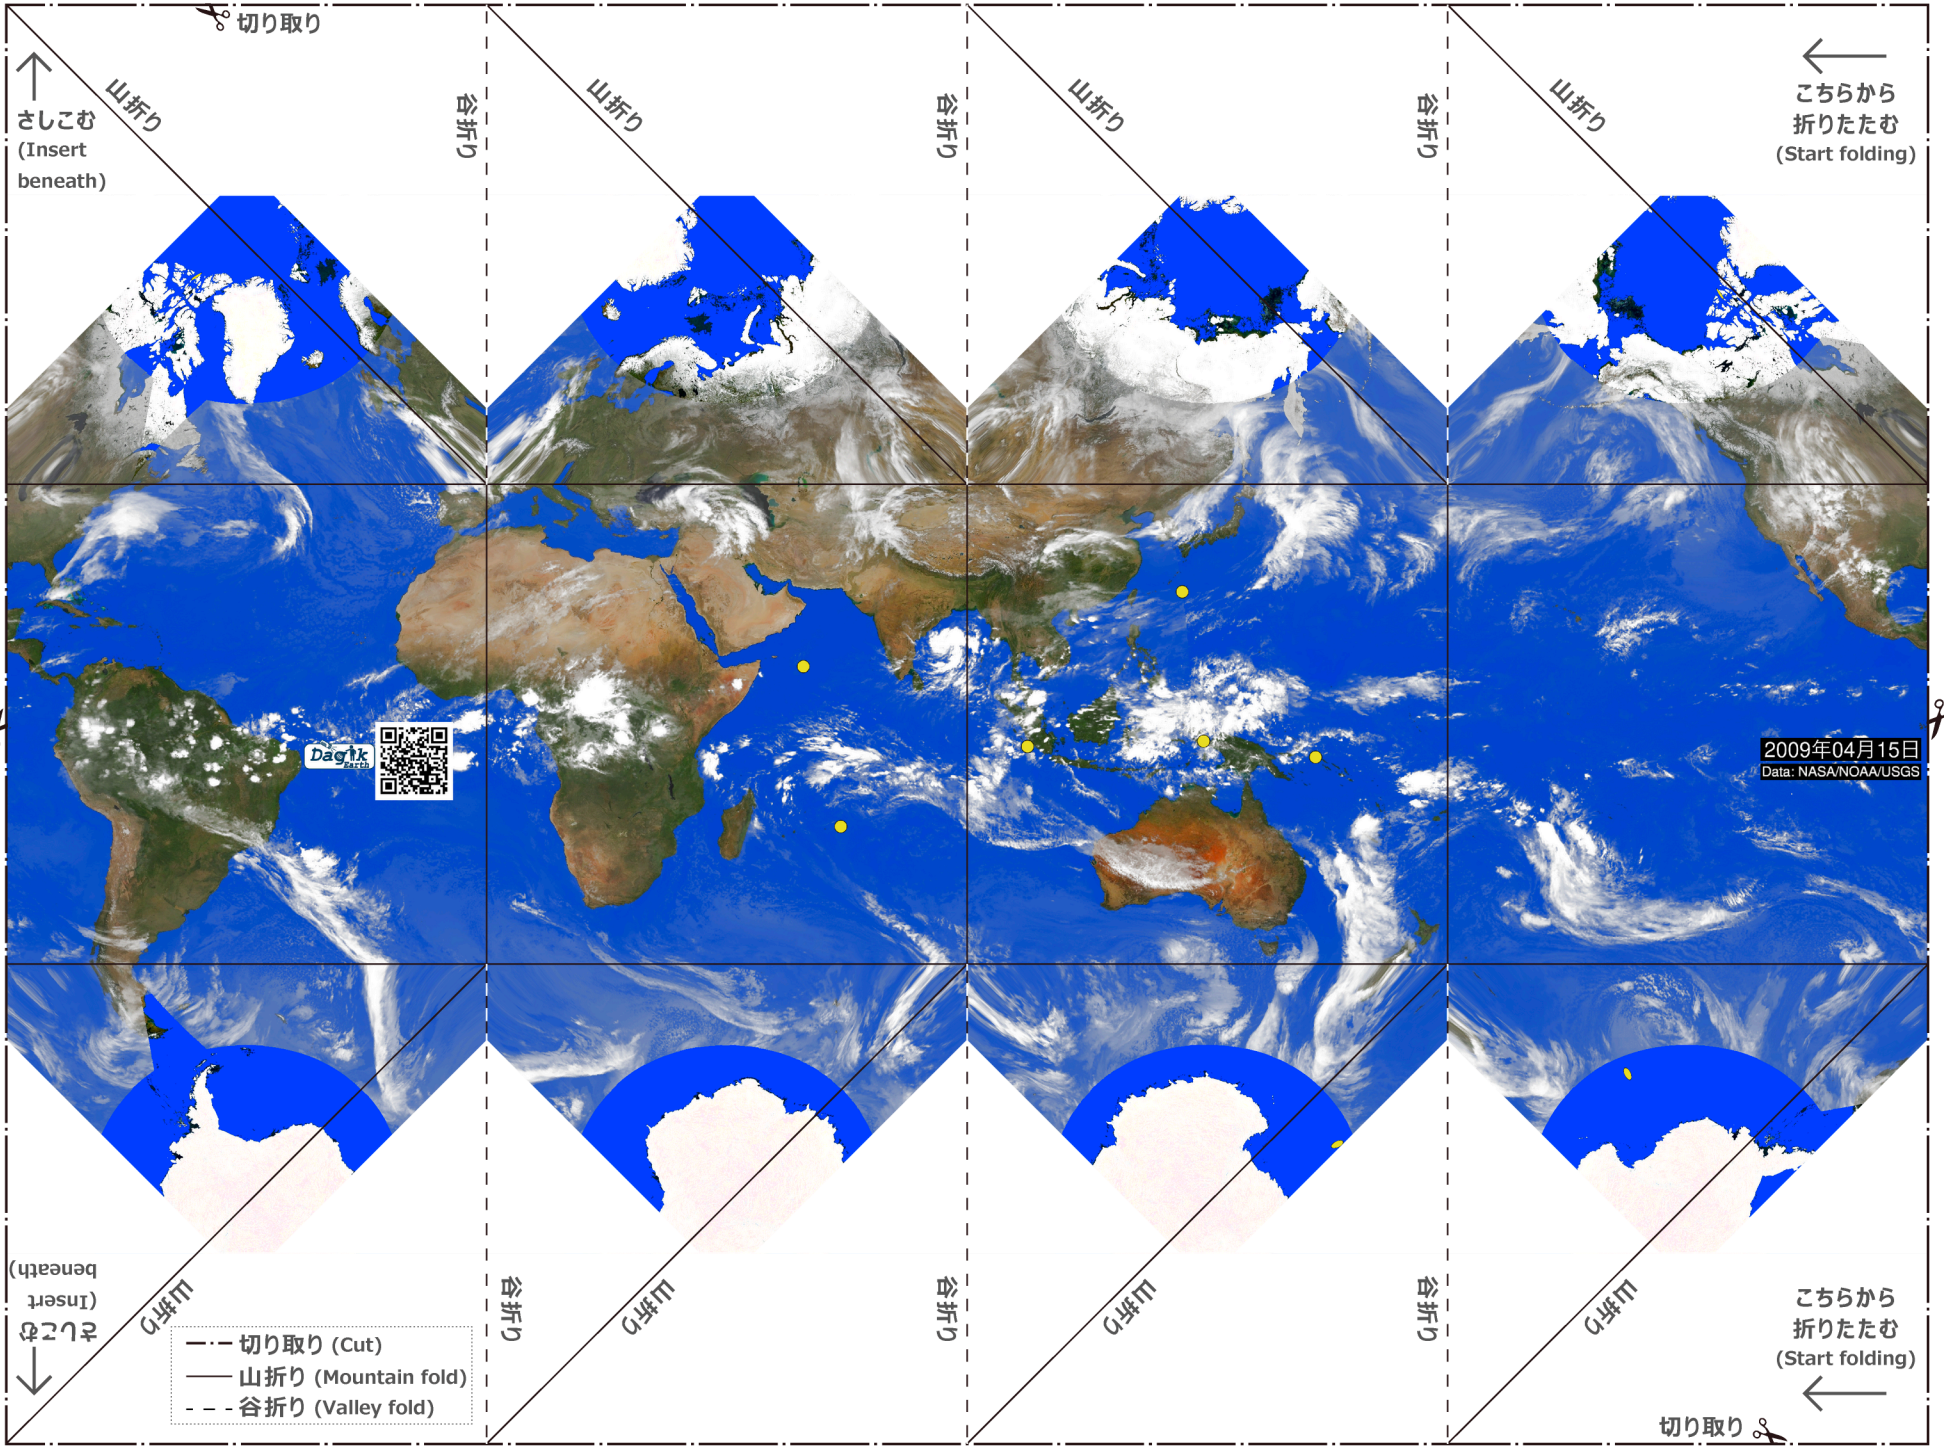 切り取り
山折り
谷折り
山折り
谷折り
山折り
谷折り
山折り
さしこむ
(Insert
beneath)
こちらから
折りたたむ
(Start folding)
Dagik
Earth
2009年04月15日
Data: NASA/NOAA/USGS
さしこむ
(Insert
beneath)
山折り
谷折り
山折り
谷折り
山折り
谷折り
山折り
こちらから
折りたたむ
(Start folding)
切り取り (Cut)
山折り (Mountain fold)
谷折り (Valley fold)
切り取り